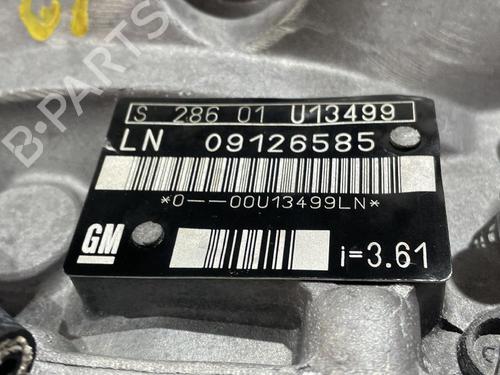 S 286 01 U13499
LN 09126585
*0--00U13499LN*
GM
i=3.61
B-PARTS